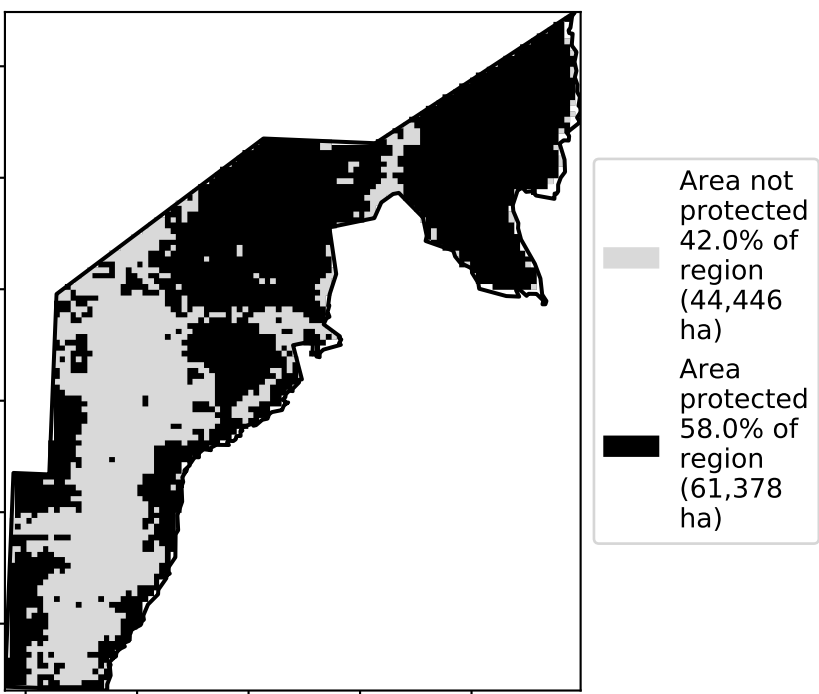 Area not
protected
42.0% of
region
(44,446
ha)
Area
protected
58.0% of
region
(61,378
ha)